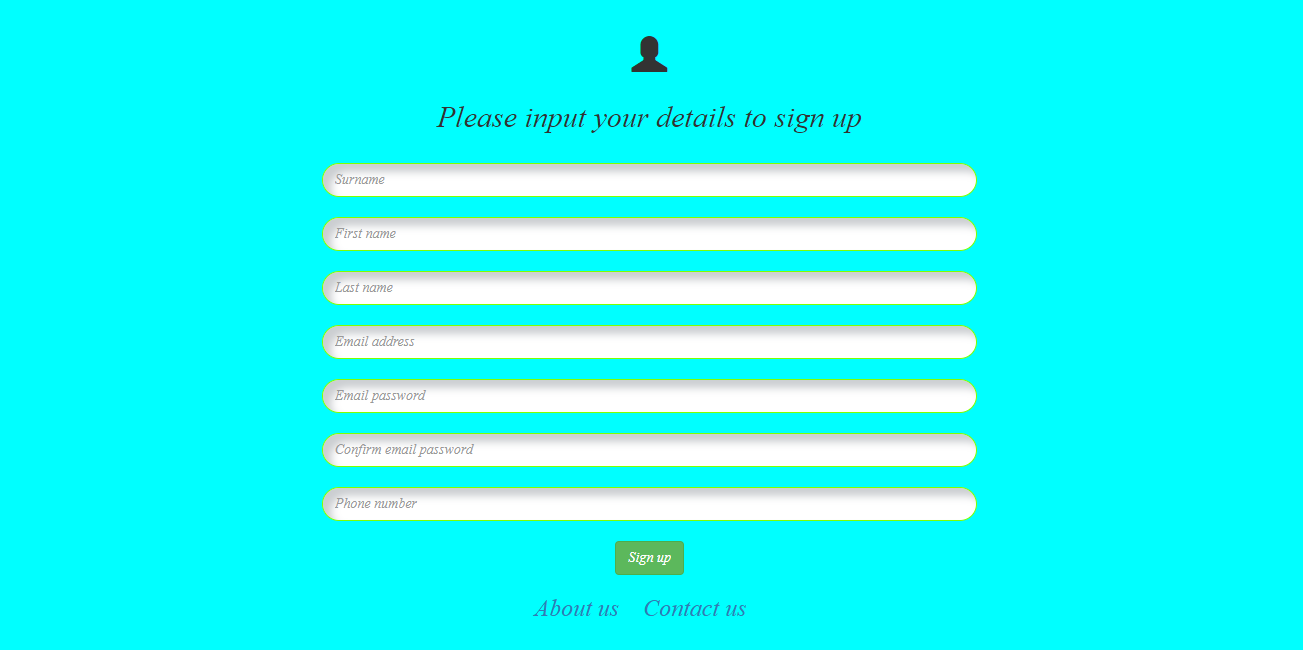 Please input your details to sign up
Surname
First name
Last name
Email address
Email password
Confirm email password
Phone number
Sign up
About us Contact us